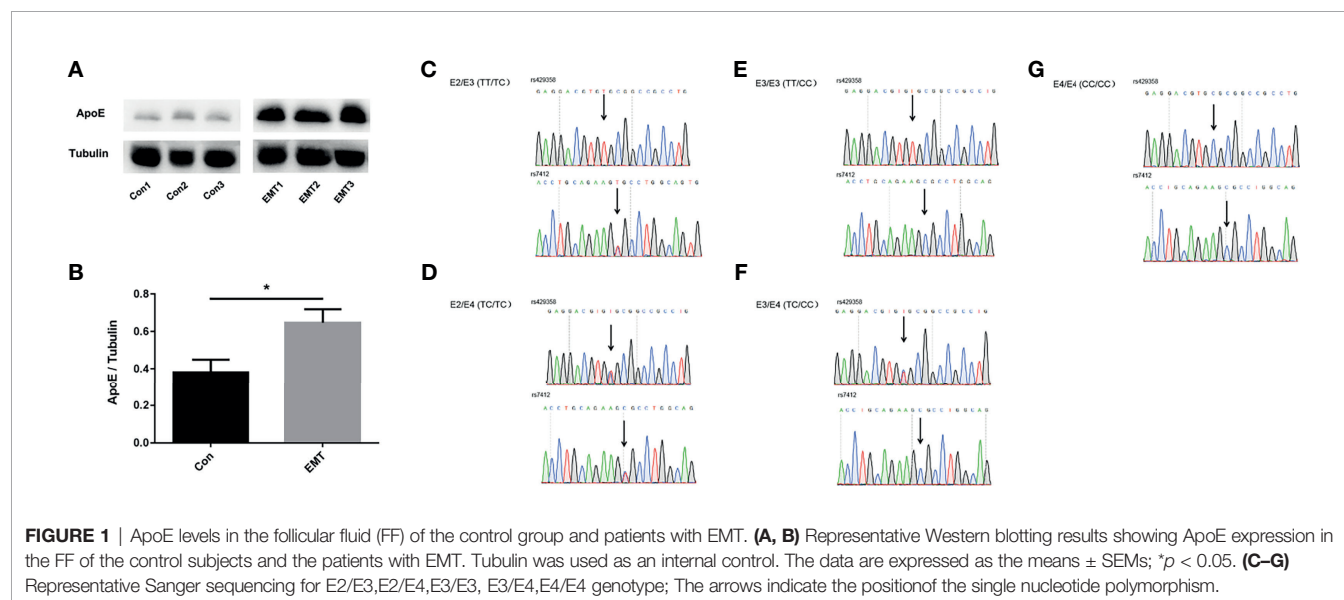 A
ApoE
Tubulin
Con1 Con2 Con3 EMT1 EMT2 EMT3
B
*
ApoE / Tubulin
0.8
0.6
0.4
0.2
0.0
Con EMT
C
E2/E3 (TT/TC)
rs429358
G A G G A C G T G T G C G G C C G C C T G
rs7412
A C C T G C A G A A G T G C C T G G C A G T G
D
E2/E4 (TC/TC)
rs429358
G A G G A C G I G I G C G G C C G C C I G
rs7412
A C C T G C A G A A G C G C C T G G C A G
E
E3/E3 (TT/CC)
rs429358
G A G G A C G I G I G C G G C C G C C I G
rs7412
A C C T G C A G A A G C G C C T G G C A G
F
E3/E4 (TC/CC)
rs429358
G A G G A C G I G I G C G G C C G C C I G
rs7412
A C C I G C A G A A G C G C C I G G C A G
G
E4/E4 (CC/CC)
rs429358
G A G G A C G T G C G C G G C C G C C T G
rs7412
A C C I G C A G A A G C G C C I G G C A G
FIGURE 1 | ApoE levels in the follicular fluid (FF) of the control group and patients with EMT. (A, B) Representative Western blotting results showing ApoE expression in
the FF of the control subjects and the patients with EMT. Tubulin was used as an internal control. The data are expressed as the means ± SEMs; *p < 0.05. (C–G)
Representative Sanger sequencing for E2/E3,E2/E4,E3/E3, E3/E4,E4/E4 genotype; The arrows indicate the positionof the single nucleotide polymorphism.